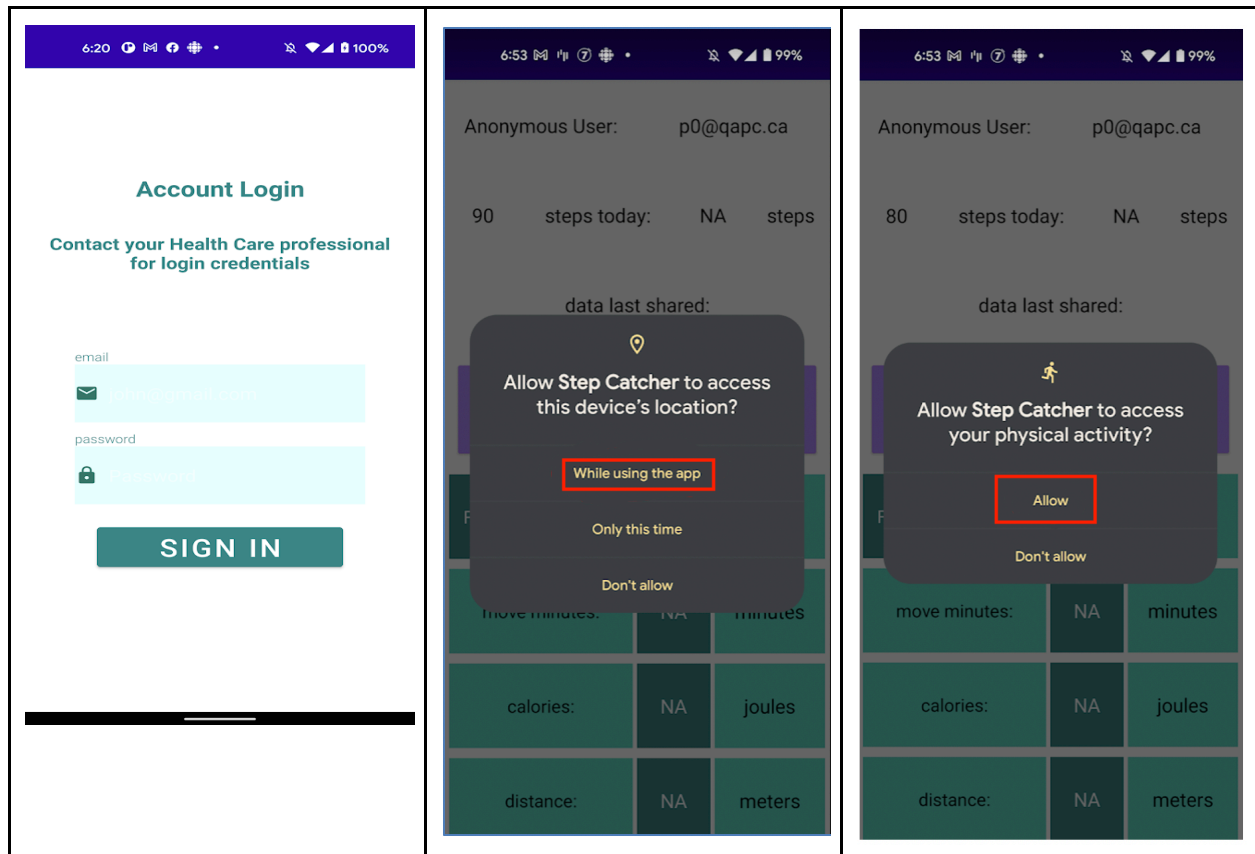 6:20 100%
Account Login
Contact your Health Care professional
for login credentials
email
password
SIGN IN
6:53 99%
Anonymous User: p0@qapc.ca
90 steps today: NA steps
data last shared:
Allow Step Catcher to access
this device's location?
While using the app
Only this time
Don't allow
move minutes: NA minutes
calories: NA joules
distance: NA meters
6:53 99%
Anonymous User: p0@qapc.ca
80 steps today: NA steps
data last shared:
Allow Step Catcher to access
your physical activity?
Allow
Don't allow
move minutes: NA minutes
calories: NA joules
distance: NA meters